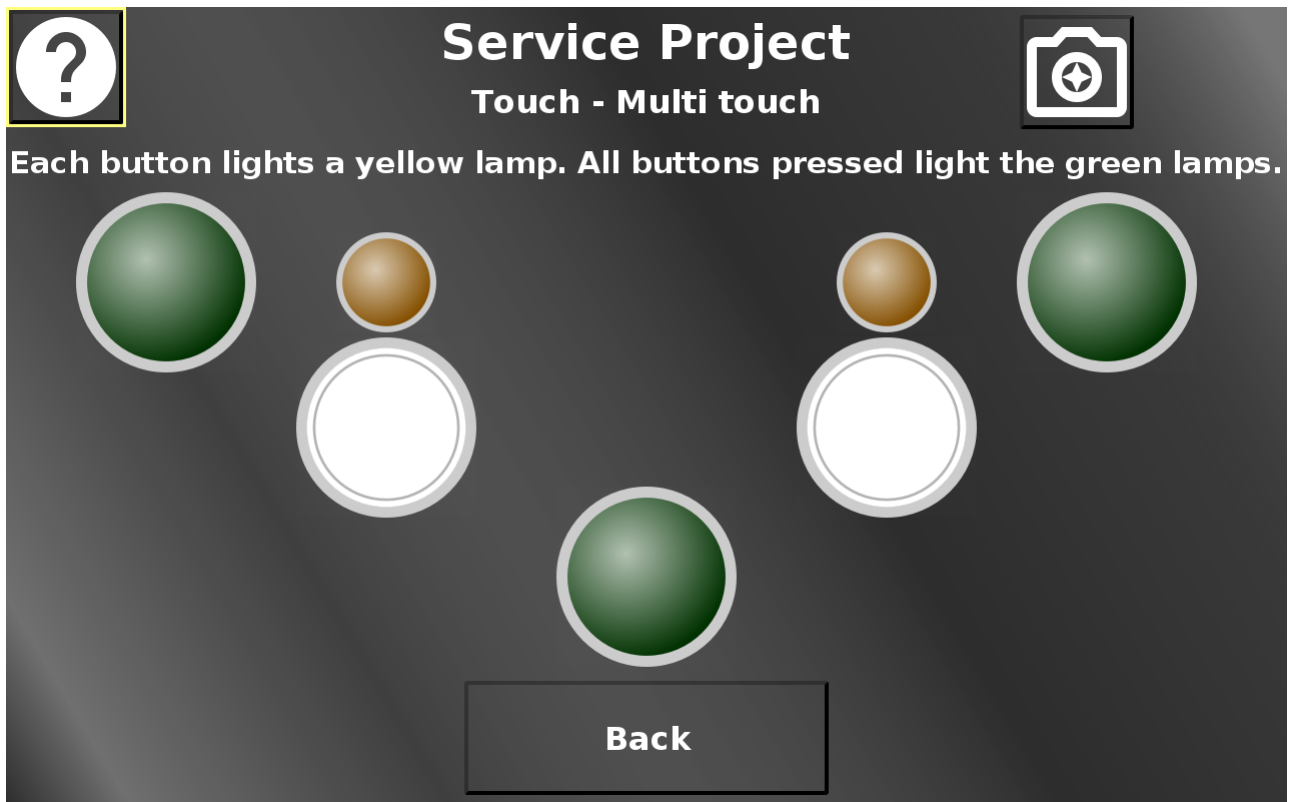 Service Project
Touch - Multi touch
Each button lights a yellow lamp. All buttons pressed light the green lamps.
Back